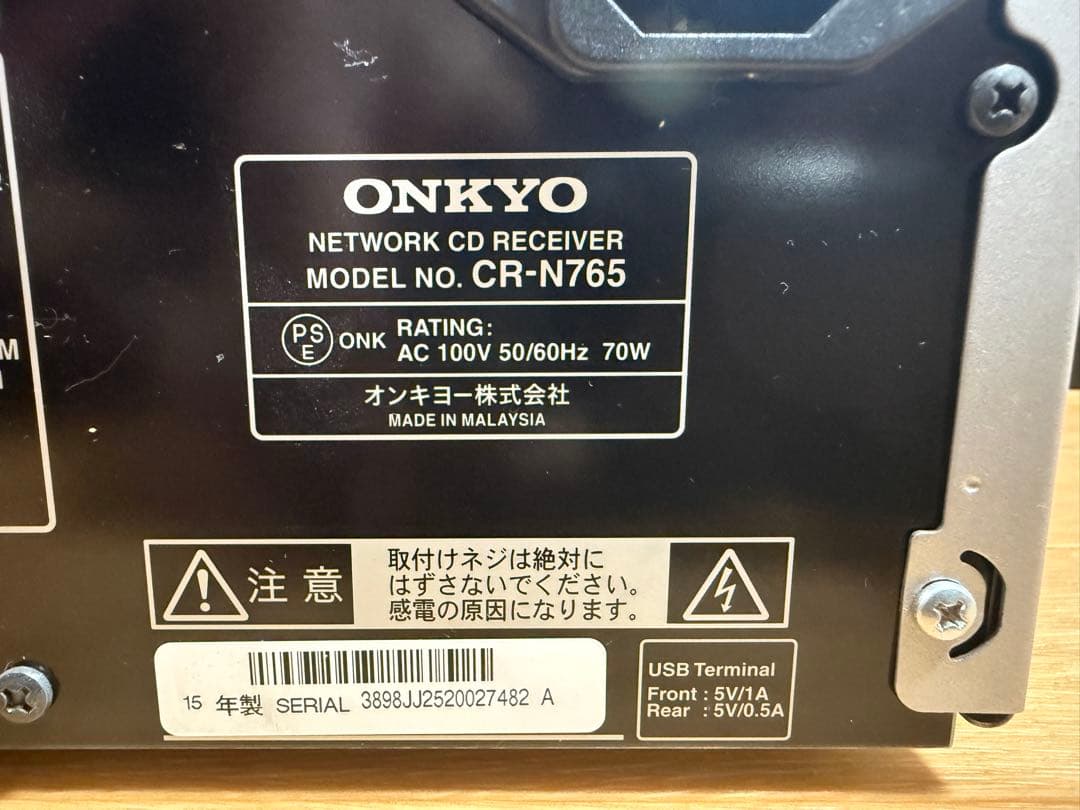 ONKYO
NETWORK CD RECEIVER
MODEL NO. CR-N765
PS
E
ONK
RATING:
AC 100V 50/60Hz 70W
オンキヨー株式会社
MADE IN MALAYSIA
M
注意
取付けネジは絶対に
はずさないでください。
感電の原因になります。
15 年製 SERIAL 3898JJ2520027482 A
USB Terminal
Front : 5V/1A
Rear : 5V/0.5A